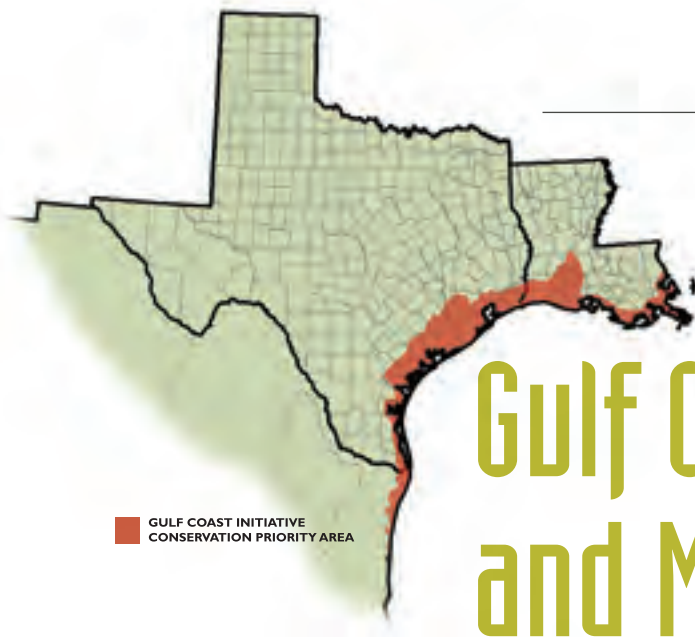 Gulf C
and M
GULF COAST INITIATIVE
CONSERVATION PRIORITY AREA